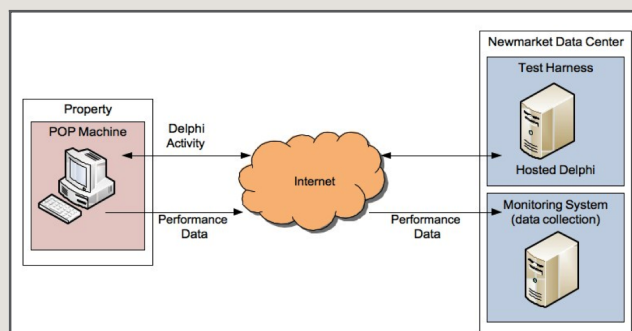 Newmarket Data Center
Test Harness
Hosted Delphi
Property
POP Machine
Delphi
Activity
Internet
Performance
Data
Performance
Data
Monitoring System
(data collection)